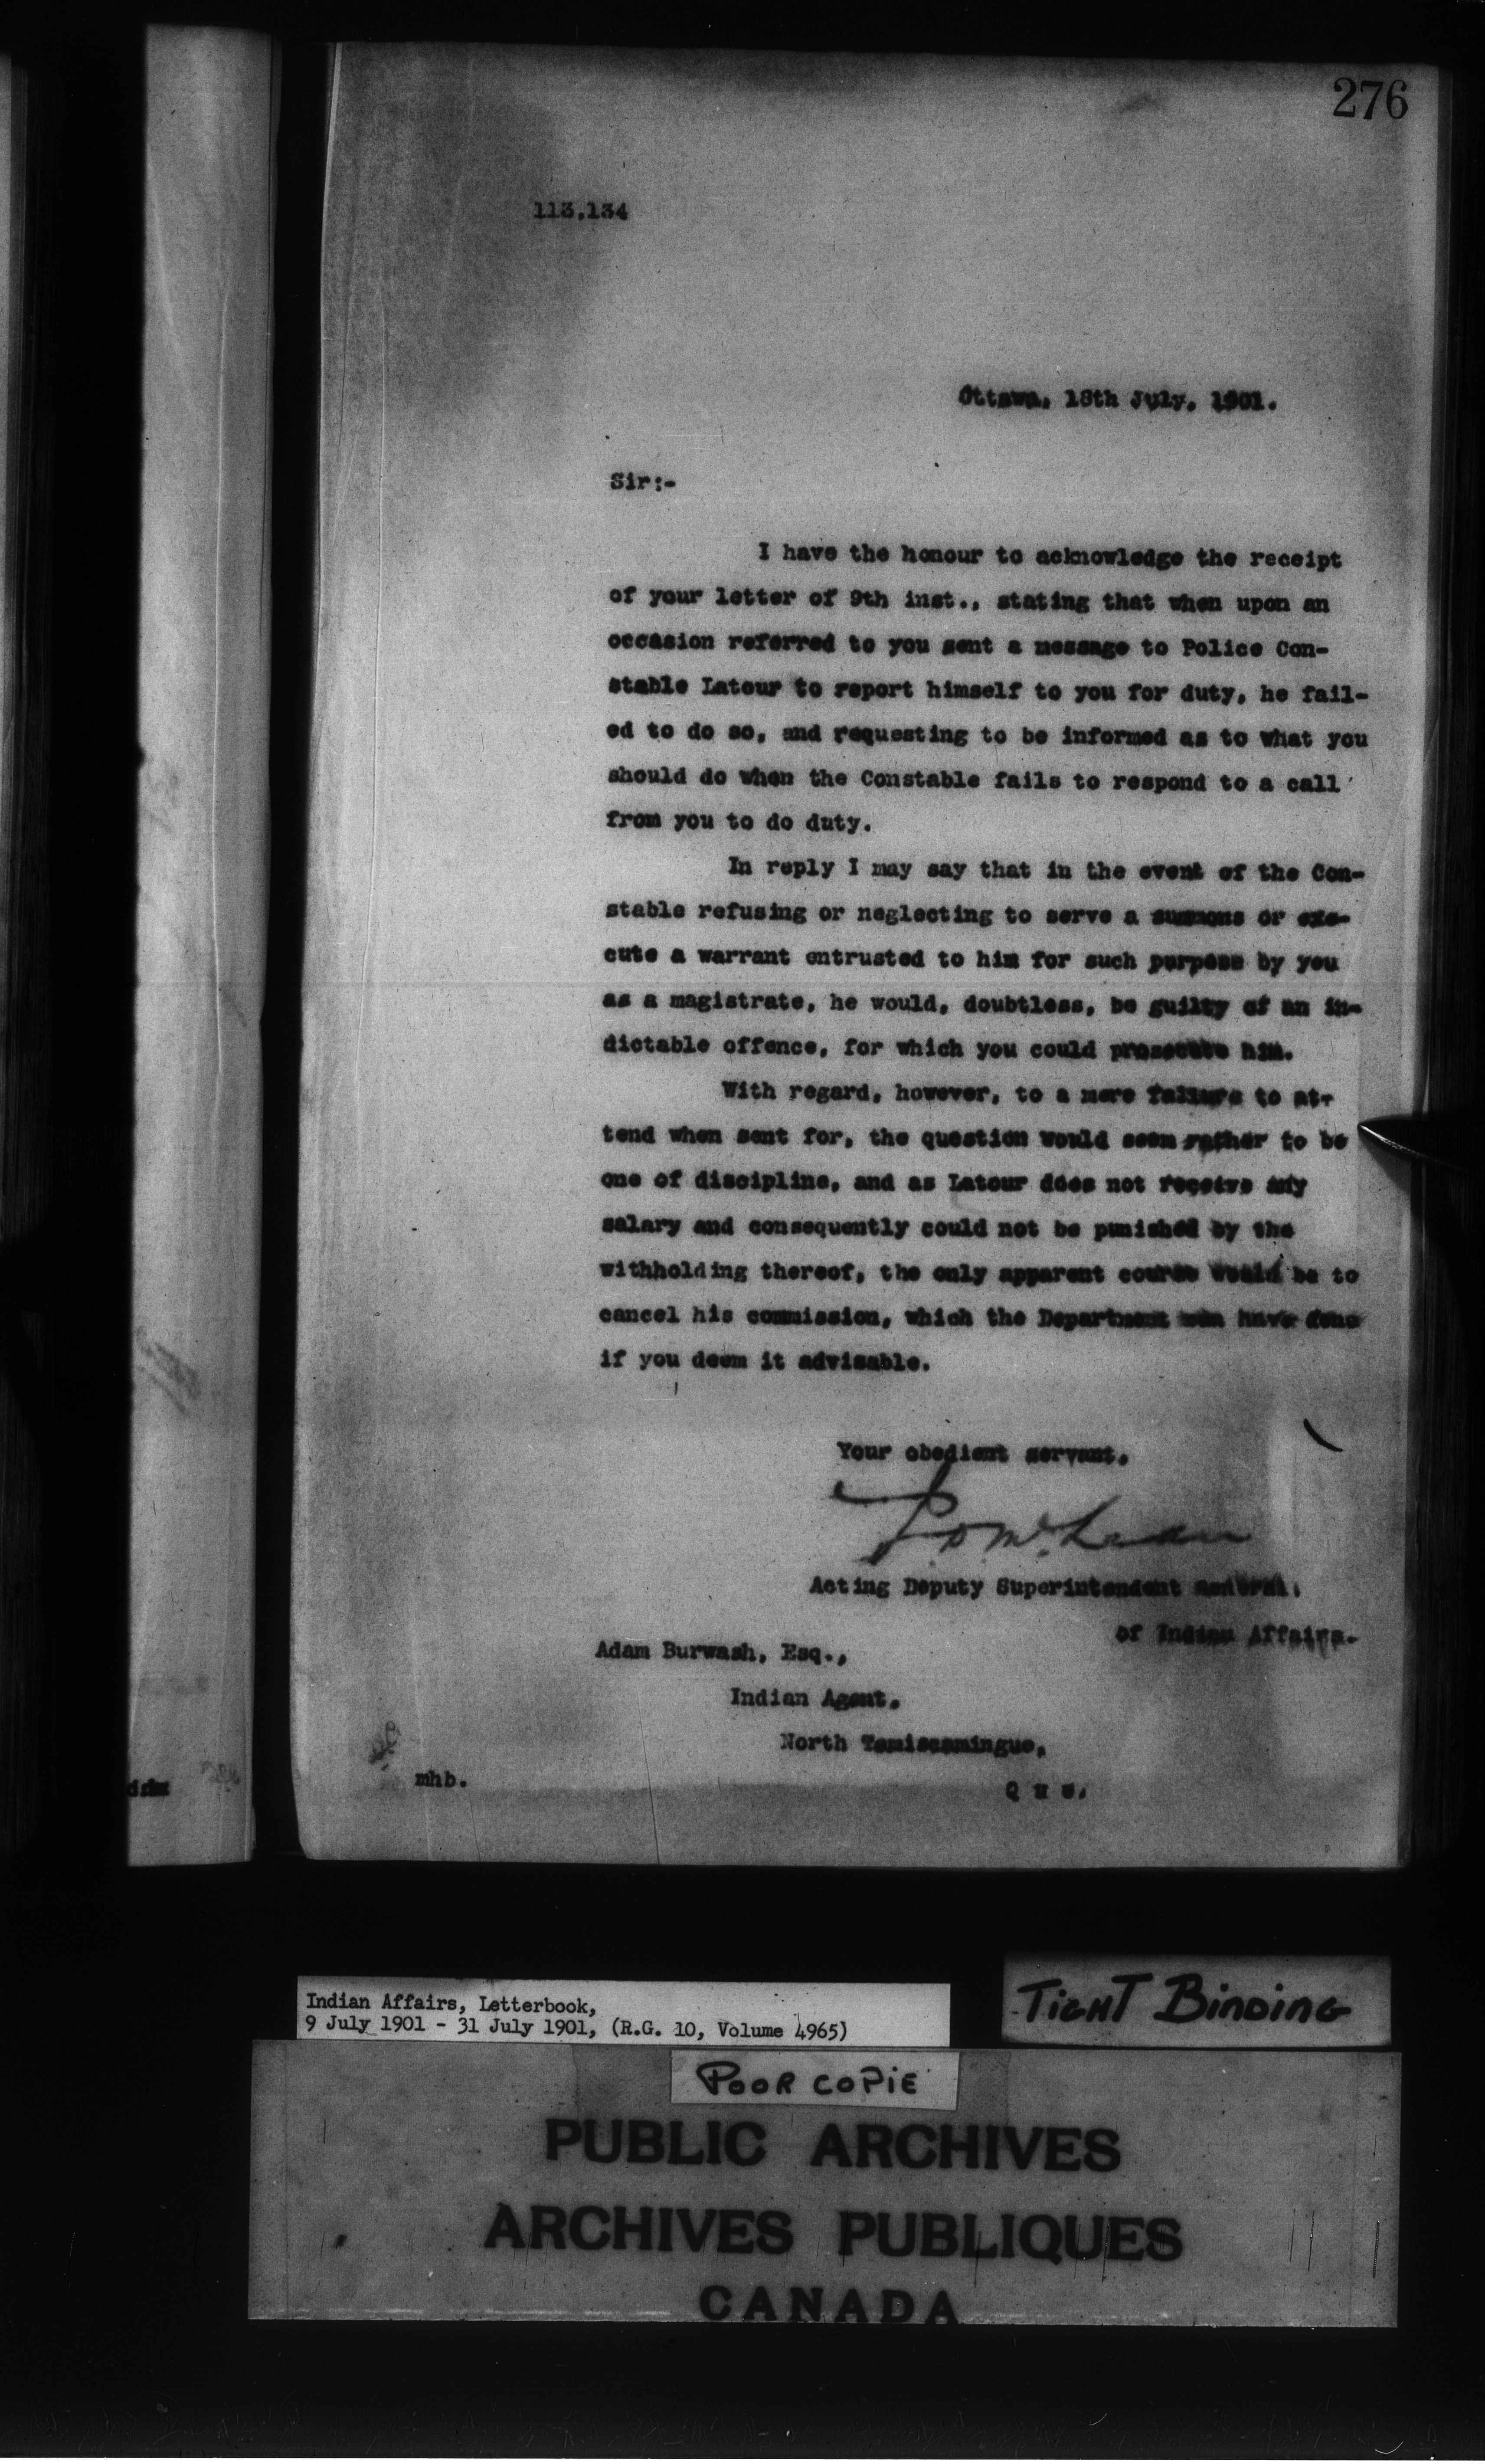 276
113,134
Ottawa, 18th July, 1901.
Sir:-
I have the honour to acknowledge the receipt
of your letter of 9th inst., stating that when upon an
occasion referred to you sent a message to Police Con-
stable Latour to report himself to you for duty, he fail-
ed to do so, and requesting to be informed as to what you
should do when the Constable fails to respond to a call
from you to do duty.
In reply I may say that in the event of the Con-
stable refusing or neglecting to serve a summons or exe-
cute a warrant entrusted to him for such purpose by you
as a magistrate, he would, doubtless, be guilty of an in-
dictable offence, for which you could prosecute him.
With regard, however, to a mere failure to at-
tend when sent for, the question would seem rather to be
one of discipline, and as Latour does not receive any
salary and consequently could not be punished by the
withholding thereof, the only apparent course would be to
cancel his commission, which the Department can have done
if you deem it advisable.
Your obedient servant,
J. D. McLean
Acting Deputy Superintendent General.
of Indian Affairs.
Adam Burwash, Esq.,
Indian Agent,
North Temiscamingue,
Que.
mhb.
Indian Affairs, Letterbook,
9 July 1901 - 31 July 1901, (R.G. 10, Volume 4965)
TIGHT BINDING
POOR COPIE
PUBLIC ARCHIVES
ARCHIVES PUBLIQUES
CANADA